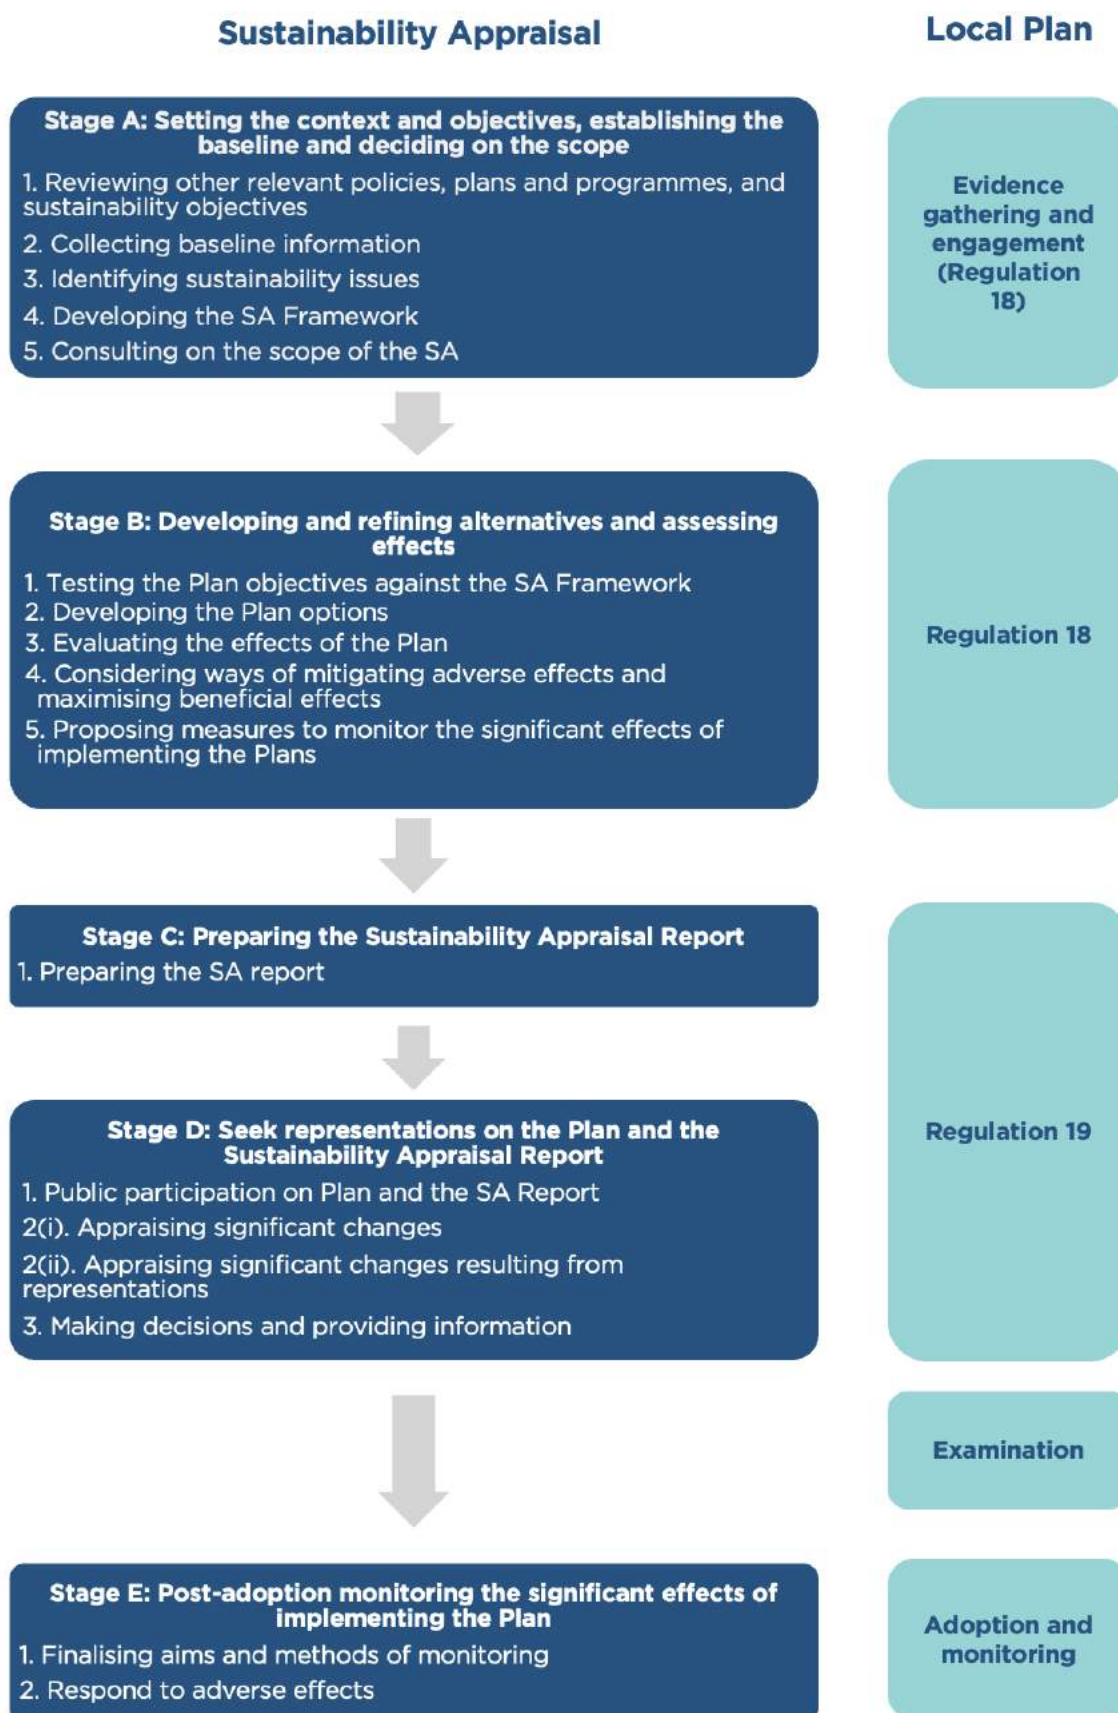 Sustainability Appraisal
Local Plan
Stage A: Setting the context and objectives, establishing the
baseline and deciding on the scope
1. Reviewing other relevant policies, plans and programmes, and
sustainability objectives
2. Collecting baseline information
3. Identifying sustainability issues
4. Developing the SA Framework
5. Consulting on the scope of the SA
Evidence
gathering and
engagement
(Regulation
18)
Stage B: Developing and refining alternatives and assessing
effects
1. Testing the Plan objectives against the SA Framework
2. Developing the Plan options
3. Evaluating the effects of the Plan
4. Considering ways of mitigating adverse effects and
maximising beneficial effects
5. Proposing measures to monitor the significant effects of
implementing the Plans
Regulation 18
Stage C: Preparing the Sustainability Appraisal Report
1. Preparing the SA report
Stage D: Seek representations on the Plan and the
Sustainability Appraisal Report
1. Public participation on Plan and the SA Report
2(i). Appraising significant changes
2(ii). Appraising significant changes resulting from
representations
3. Making decisions and providing information
Regulation 19
Examination
Stage E: Post-adoption monitoring the significant effects of
implementing the Plan
1. Finalising aims and methods of monitoring
2. Respond to adverse effects
Adoption and
monitoring